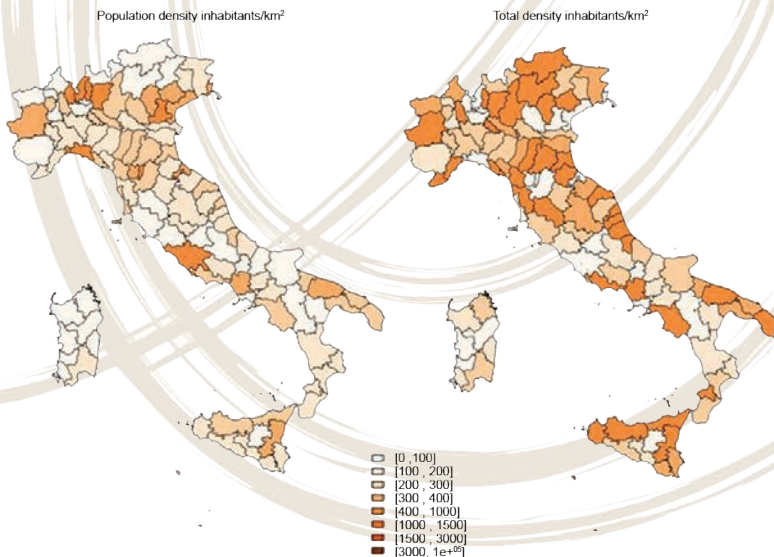 Population density inhabitants/km²
Total density inhabitants/km²
[0 ,100]
[100 , 200]
[200 , 300]
[300 , 400]
[400 , 1000]
[1000 , 1500]
[1500 , 3000]
[3000, 1e+⁰⁵]